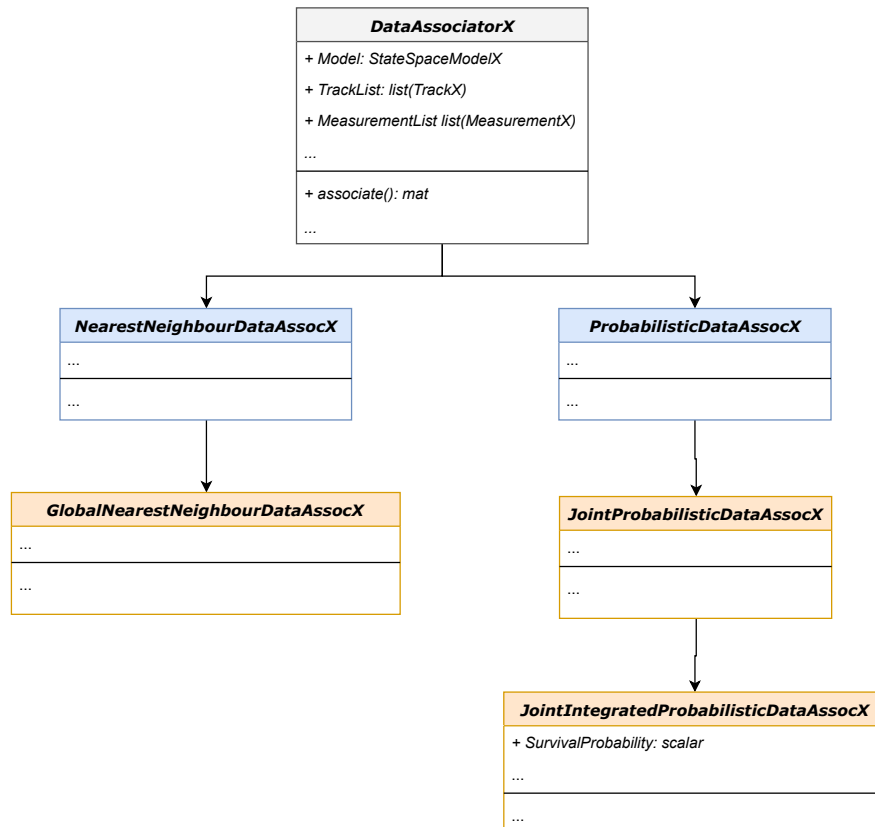 DataAssociatorX
+ Model: StateSpaceModelX
+ TrackList: list(TrackX)
+ MeasurementList list(MeasurementX)
...
+ associate(): mat
...
NearestNeighbourDataAssocX
...
...
ProbabilisticDataAssocX
...
...
GlobalNearestNeighbourDataAssocX
...
...
JointProbabilisticDataAssocX
...
...
JointIntegratedProbabilisticDataAssocX
+ SurvivalProbability: scalar
...
...